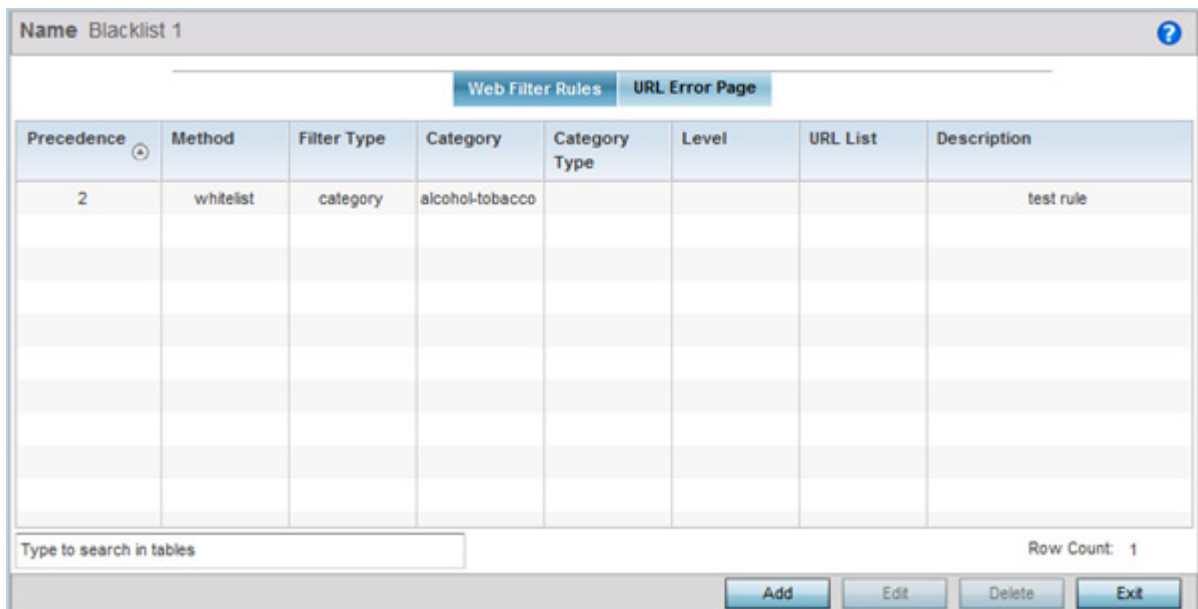 Name Blacklist 1
?
Web Filter Rules URL Error Page
Precedence Method Filter Type Category Category Type Level URL List Description
2 whitelist category alcohol-tobacco test rule
Type to search in tables Row Count: 1
Add Edit Delete Exit